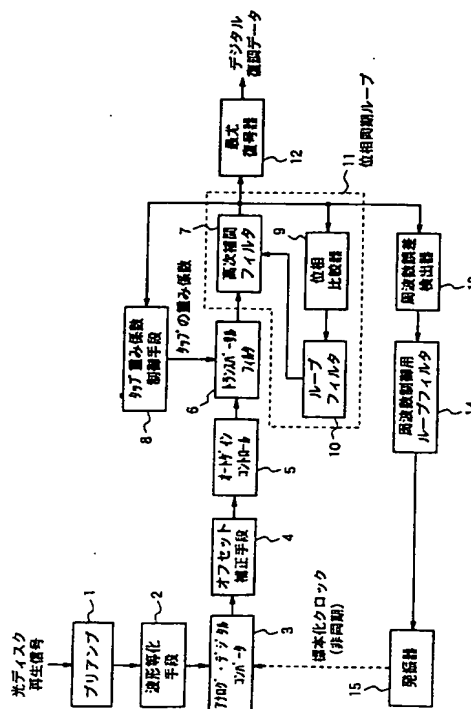 光ディスク
再生信号
1
プリアンプ
2
波形等化
手段
3
アナログ・デジタル
コンバータ
4
オフセット
補正手段
5
オートゲイン
コントロール
6
トランスバーサル
フィルタ
タップの重み係数
8
タップ重み係数
制御手段
7
高次補間
フィルタ
9
位相
比較器
10
ループ
フィルタ
11
位相同期ループ
12
最尤
復号器
デジタル
復調データ
13
周波数誤差
検出器
14
周波数制御用
ループフィルタ
15
発振器
標本化クロック
(非同期)